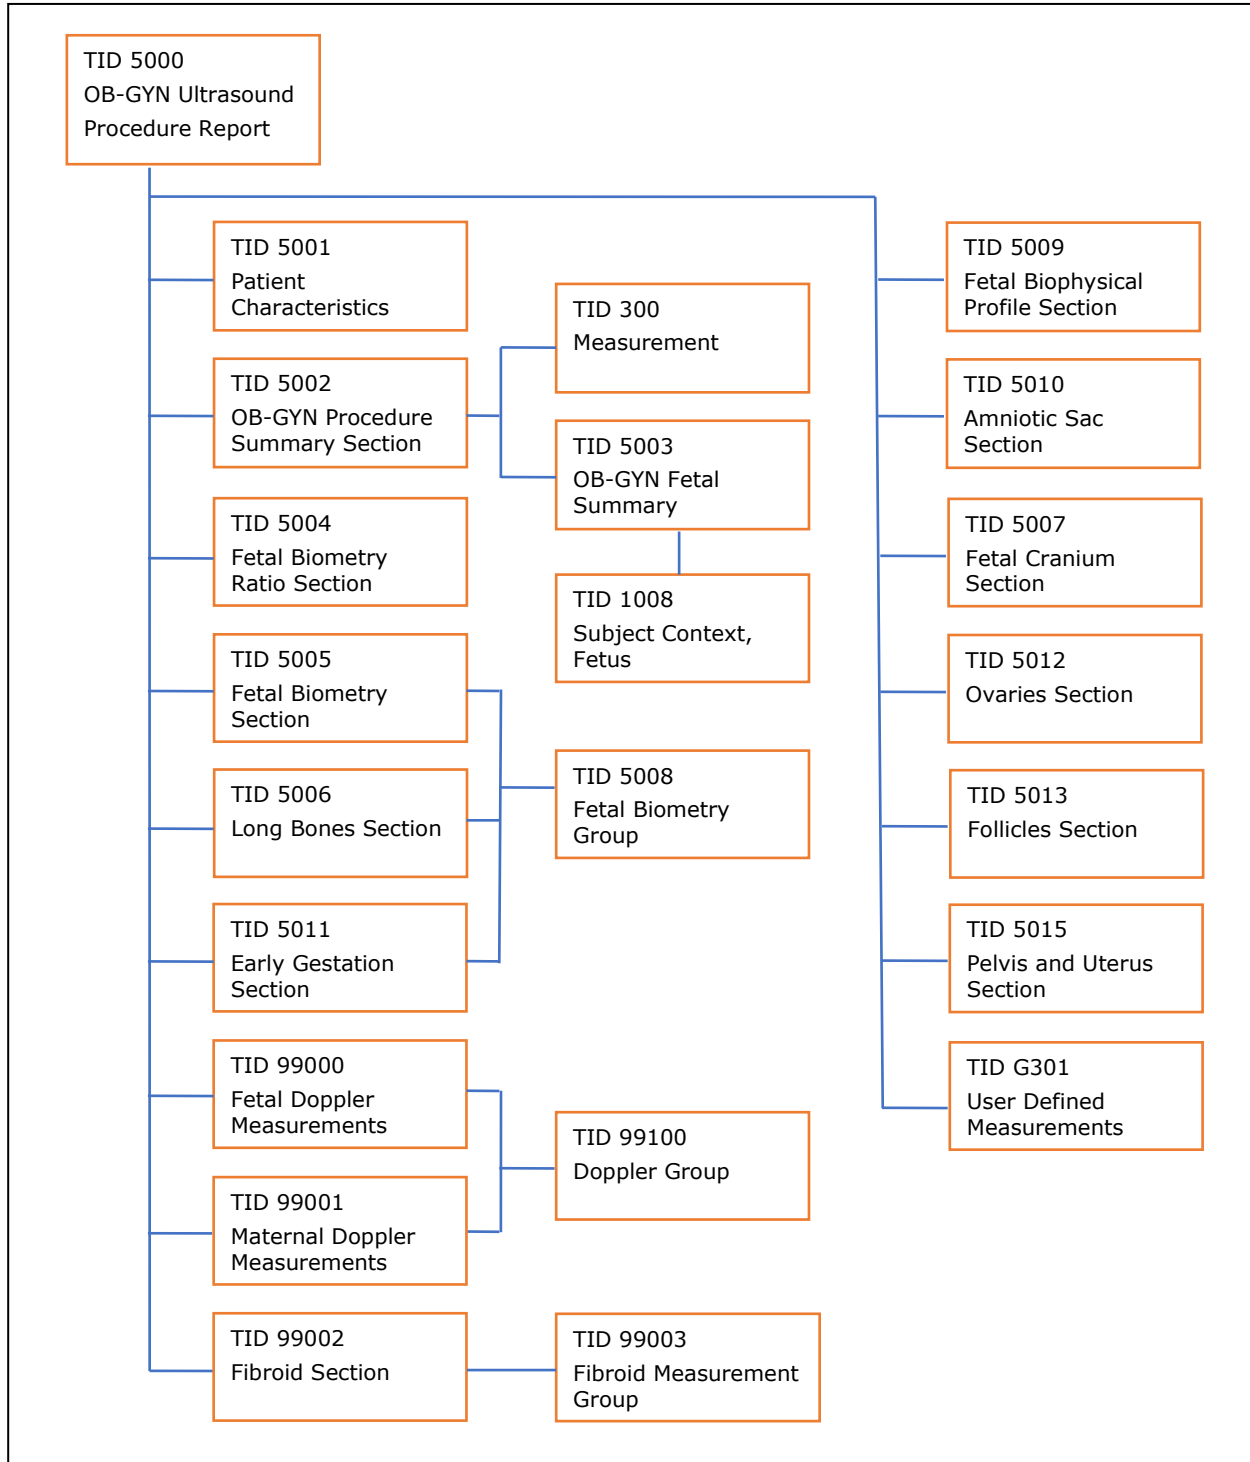 TID 5000
OB-GYN Ultrasound
Procedure Report
TID 5001
Patient
Characteristics
TID 5002
OB-GYN Procedure
Summary Section
TID 5004
Fetal Biometry
Ratio Section
TID 5005
Fetal Biometry
Section
TID 5006
Long Bones Section
TID 5011
Early Gestation
Section
TID 99000
Fetal Doppler
Measurements
TID 99001
Maternal Doppler
Measurements
TID 99002
Fibroid Section
TID 300
Measurement
TID 5003
OB-GYN Fetal
Summary
TID 1008
Subject Context,
Fetus
TID 5008
Fetal Biometry
Group
TID 99100
Doppler Group
TID 99003
Fibroid Measurement
Group
TID 5009
Fetal Biophysical
Profile Section
TID 5010
Amniotic Sac
Section
TID 5007
Fetal Cranium
Section
TID 5012
Ovaries Section
TID 5013
Follicles Section
TID 5015
Pelvis and Uterus
Section
TID G301
User Defined
Measurements